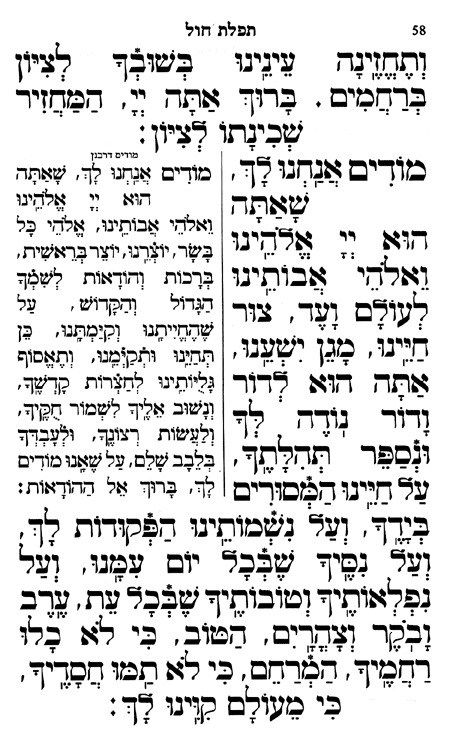 58
תפלת חול
וְתֶחֱזֶֽינָה עֵינֵֽינוּ בְּשׁוּבְךָ לְצִיּוֹן
בְּרַחֲמִים. בָּרוּךְ אַתָּה יְיָ, הַמַּחֲזִיר
שְׁכִינָתוֹ לְצִיּוֹן:
מוֹדִים אֲנַֽחְנוּ לָךְ,
שָׁאַתָּה
הוּא יְיָ אֱלֹהֵֽינוּ
וֵאלֹהֵי אֲבוֹתֵֽינוּ
לְעוֹלָם וָעֶד, צוּר
חַיֵּֽינוּ, מָגֵן יִשְׁעֵֽנוּ,
אַתָּה הוּא לְדוֹר
וָדוֹר נֽוֹדֶה לְּךָ
וּנְסַפֵּר תְּהִלָּתֶֽךָ,
עַל חַיֵּֽינוּ הַמְּסוּרִים
מודים דרבנן
מוֹדִים אֲנַֽחְנוּ לָךְ, שָׁאַתָּה
הוּא יְיָ אֱלֹהֵֽינוּ
וֵאלֹהֵי אֲבוֹתֵֽינוּ, אֱלֹהֵי כָל
בָּשָׂר, יוֹצְרֵֽנוּ, יוֹצֵר בְּרֵאשִׁית,
בְּרָכוֹת וְהוֹדָאוֹת לְשִׁמְךָ
הַגָּדוֹל וְהַקָּדוֹשׁ, עַל
שֶׁהֶחֱיִיתָֽנוּ וְקִיַּמְתָּֽנוּ, כֵּן
תְּחַיֵּֽנוּ וּתְקַיְּמֵֽנוּ, וְתֶאֱסוֹף
גָּלֻיּוֹתֵֽינוּ לְחַצְרוֹת קָדְשֶֽׁךָ,
וְנָשׁוּב אֵלֶֽיךָ לִשְׁמוֹר חֻקֶּֽיךָ,
וְלַעֲשׂוֹת רְצוֹנֶֽךָ, וּלְעָבְדְּךָ
בְּלֵבָב שָׁלֵם, עַל שֶׁאָֽנוּ מוֹדִים
לָךְ, בָּרוּךְ אֵל הַהוֹדָאוֹת:
בְּיָדֶֽךָ, וְעַל נִשְׁמוֹתֵֽינוּ הַפְּקוּדוֹת לָךְ,
וְעַל נִסֶּֽיךָ שֶׁבְּכָל יוֹם עִמָּֽנוּ, וְעַל
נִפְלְאוֹתֶֽיךָ וְטוֹבוֹתֶֽיךָ שֶׁבְּכָל עֵת, עֶֽרֶב
וָבֹֽקֶר וְצָהֳרָֽיִם, הַטּוֹב, כִּי לֹא כָלוּ
רַחֲמֶֽיךָ, הַמְרַחֵם, כִּי לֹא תַֽמּוּ חֲסָדֶֽיךָ,
כִּי מֵעוֹלָם קִוִּֽינוּ לָךְ: